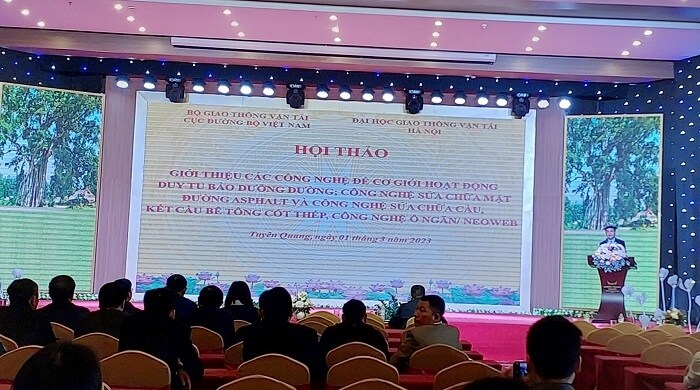 BỘ GIAO THÔNG VẬN TẢI
CỤC ĐƯỜNG BỘ VIỆT NAM
ĐẠI HỌC GIAO THÔNG VẬN TẢI
HÀ NỘI
HỘI THẢO
GIỚI THIỆU CÁC CÔNG NGHỆ ĐỂ CƠ GIỚI HOẠT ĐỘNG
DUY TU BẢO DƯỠNG ĐƯỜNG; CÔNG NGHỆ SỬA CHỮA MẶT
ĐƯỜNG ASPHALT VÀ CÔNG NGHỆ SỬA CHỮA CẦU,
KẾT CẤU BÊ TÔNG CỐT THÉP, CÔNG NGHỆ Ô NGĂN/ NEOWEB
Tuyên Quang, ngày 01 tháng 3 năm 2023